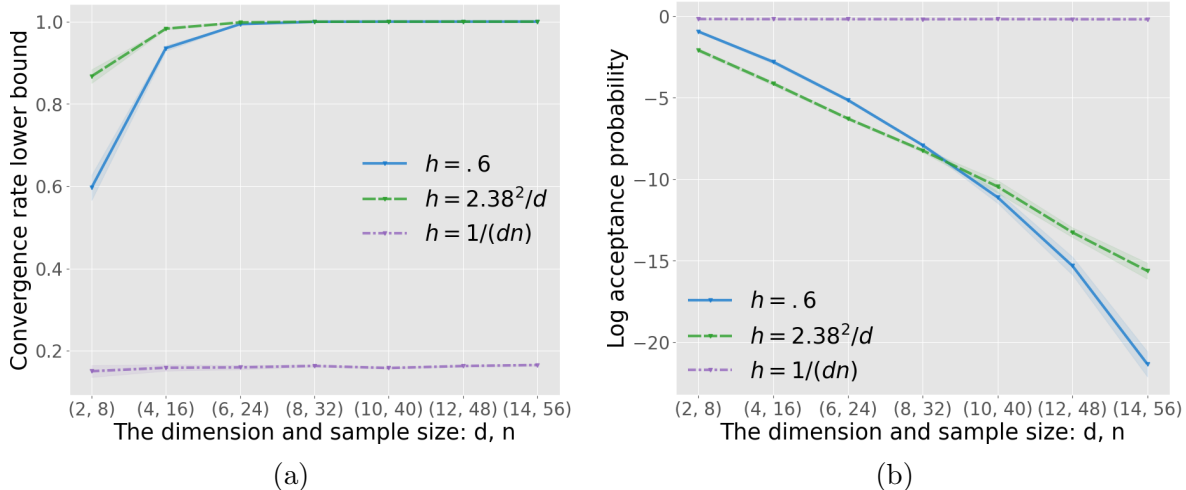 Convergence rate lower bound
1.0
0.8
0.6
0.4
0.2
h = .6
h = 2.38²/d
h = 1/(dn)
(2, 8) (4, 16) (6, 24) (8, 32) (10, 40) (12, 48) (14, 56)
The dimension and sample size: d, n
(a)
Log acceptance probability
0
−5
−10
−15
−20
h = .6
h = 2.38²/d
h = 1/(dn)
(2, 8) (4, 16) (6, 24) (8, 32) (10, 40) (12, 48) (14, 56)
The dimension and sample size: d, n
(b)